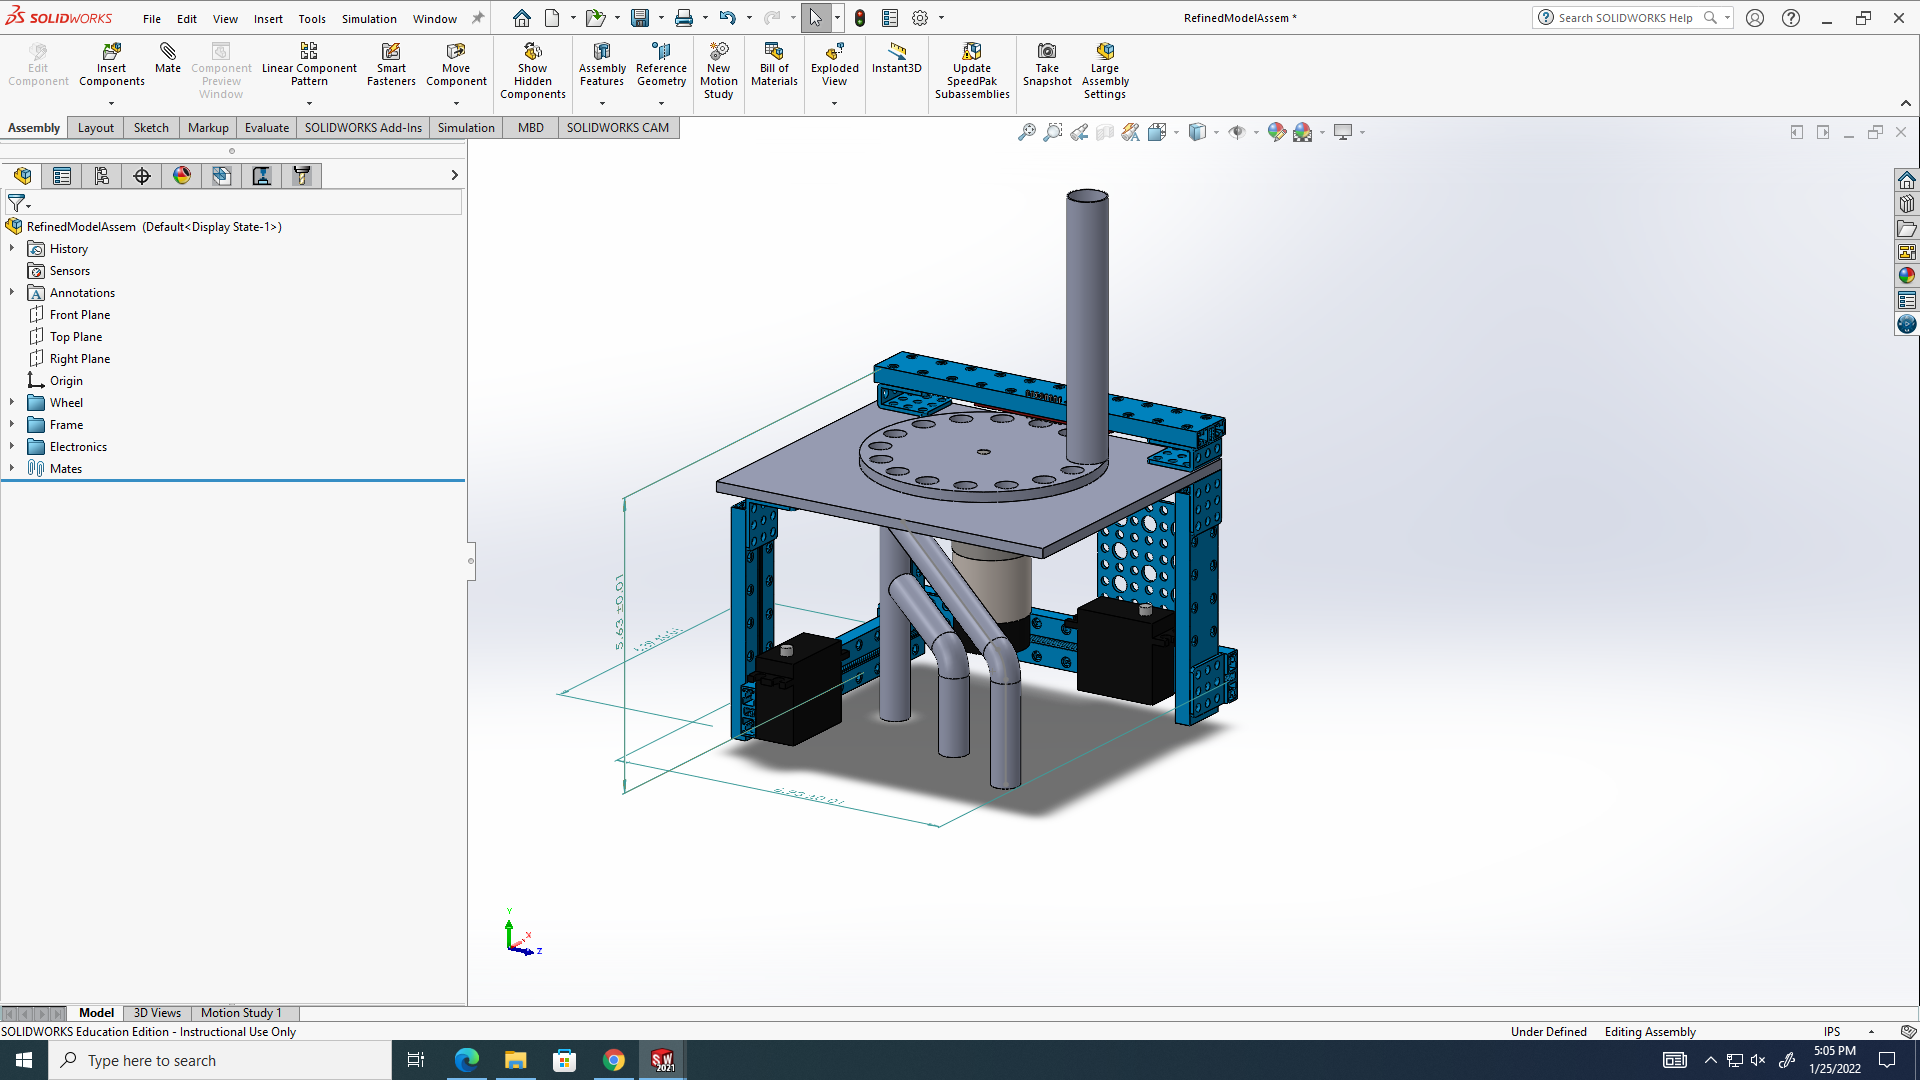 SOLIDWORKS
File Edit View Insert Tools Simulation Window
RefinedModelAssem *
Search SOLIDWORKS Help
Edit Component
Insert Components
Mate
Component Preview Window
Linear Component Pattern
Smart Fasteners
Move Component
Show Hidden Components
Assembly Features
Reference Geometry
New Motion Study
Bill of Materials
Exploded View
Instant3D
Update SpeedPak Subassemblies
Take Snapshot
Large Assembly Settings
Assembly Layout Sketch Markup Evaluate SOLIDWORKS Add-Ins Simulation MBD SOLIDWORKS CAM
RefinedModelAssem (Default<Display State-1>)
History
Sensors
Annotations
Front Plane
Top Plane
Right Plane
Origin
Wheel
Frame
Electronics
Mates
5.63 ±0.01
Y
X
Z
Model 3D Views Motion Study 1
SOLIDWORKS Education Edition - Instructional Use Only
Under Defined Editing Assembly IPS
Type here to search
SW 2021
5:05 PM
1/25/2022